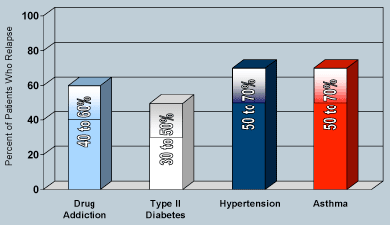 Percent of Patients Who Relapse
100
80
60
40
20
0
40 to 60%
30 to 50%
50 to 70%
50 to 70%
Drug
Addiction
Type II
Diabetes
Hypertension
Asthma